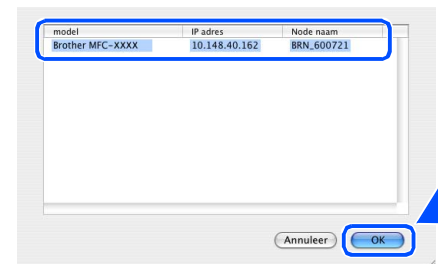 model IP adres Node naam
Brother MFC-XXXX 10.148.40.162 BRN_600721
Annuleer OK